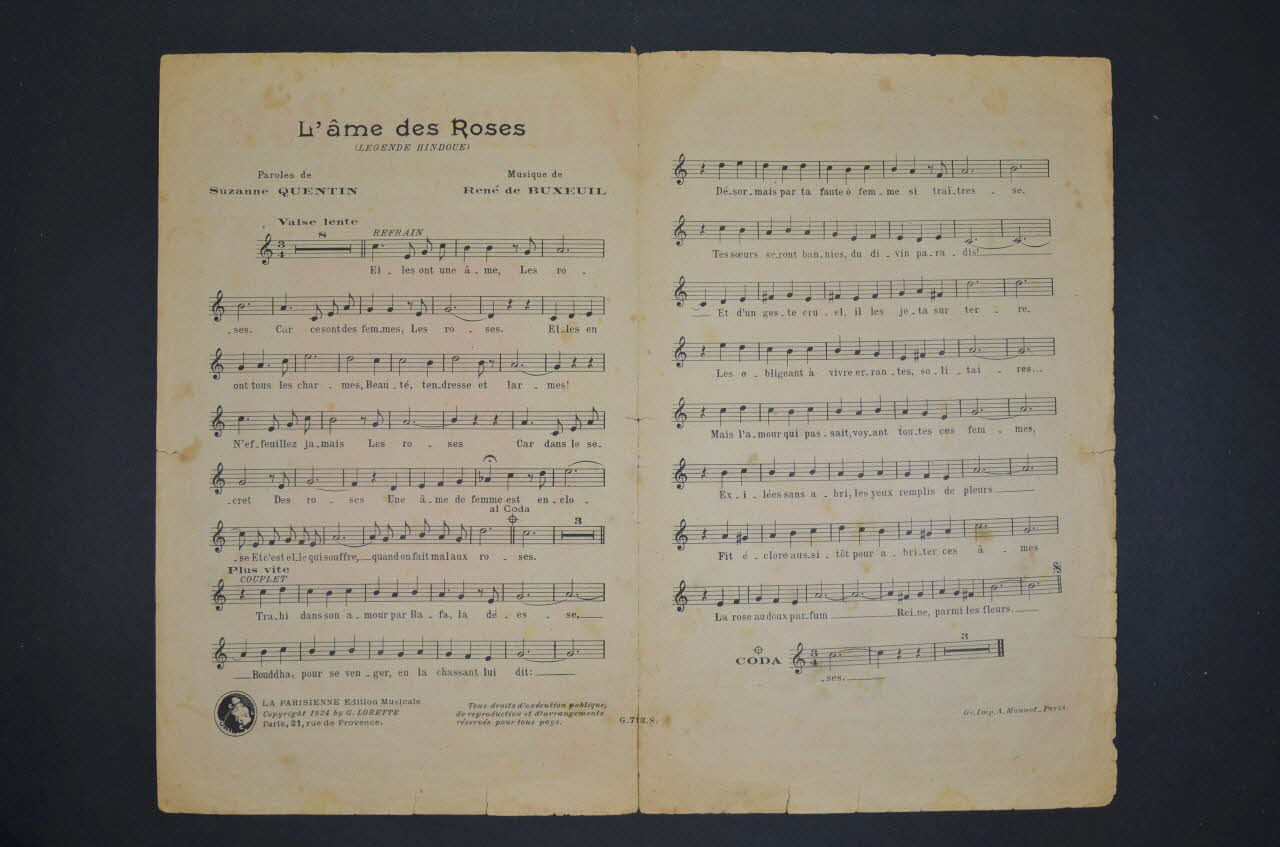 L'âme des Roses
(LEGENDE HINDOUE)
Paroles de
Suzanne QUENTIN
Musique de
René de BUXEUIL
Valse lente
8
REFRAIN
El - les ont une â - me, Les ro -
- ses. Car ce sont des fem - mes, Les ro - ses. El - les en
ont tous les char - mes, Beau - té, ten - dresse et lar - mes!
N'ef - feuillez ja - mais Les ro - ses Car dans le se -
cret Des ro - ses Une â - me de femme est en - clo -
al Coda
- se Et c'est el - le qui souffre, quand on fait mal aux ro - ses.
3
Plus vite
COUPLET
Tra - hi dans son a - mour par Ra - fa, la dé - es - se,
Bouddha, pour se ven - ger, en la chassant lui dit:
LA PARISIENNE Edition Musicale
Copyright 1924 by G. LORETTE
Paris, 21, rue de Provence.
Tous droits d'exécution publique,
de reproduction et d'arrangements
réservés pour tous pays.
G. 713. S.
Dé - sor - mais par ta faute ô fem - me si traî - tres - se,
Tes sœurs se - ront ban - nies, du di - vin pa - ra - dis!
Et d'un ges - te cru - el, il les je - ta sur ter - re.
Les o - bligeant à vivre er - ran - tes, so - li - tai - res...
Mais l'a - mour qui pas - sait, voy - ant tou - tes ces fem - mes,
Ex - i - lées sans a - bri, les yeux remplis de pleurs
Fit é - clore aus - si - tôt pour a - bri - ter ces â - mes
La rose au doux par - fum Rei - ne, parmi les fleurs.
CODA
3
- ses.
Gr. Imp. A. Mounot - Paris.